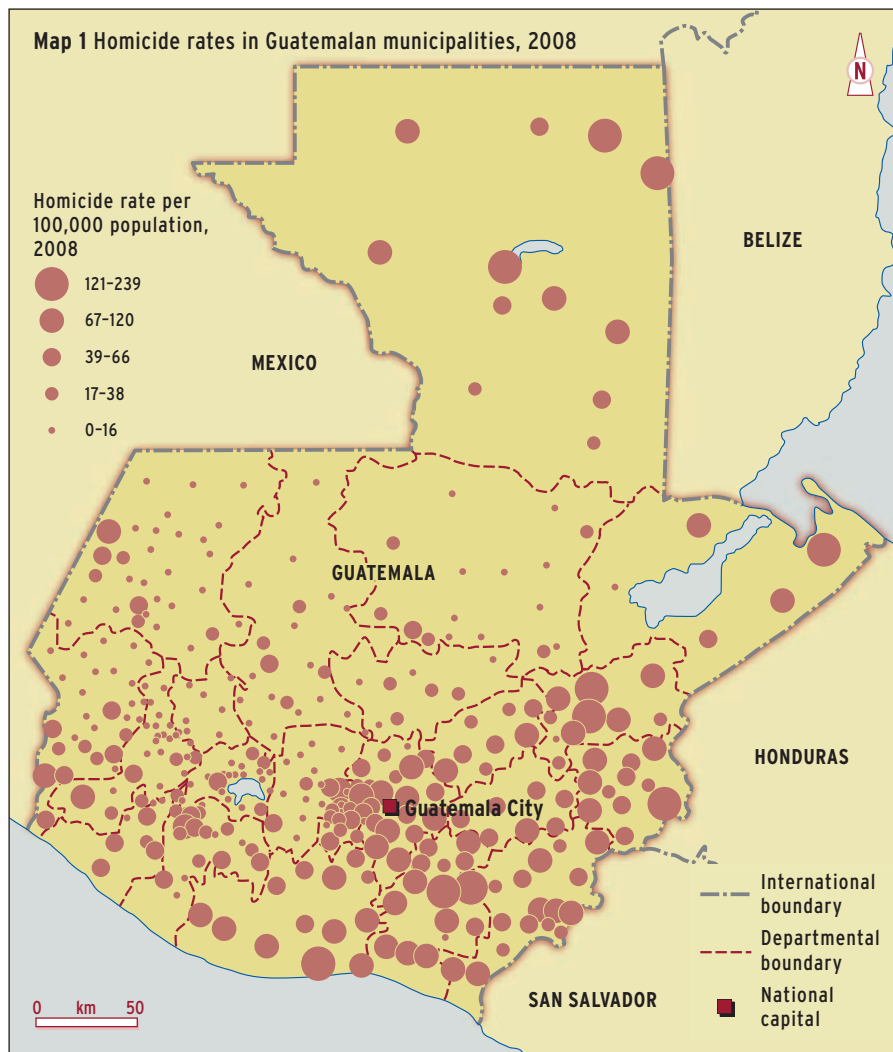 Map 1 Homicide rates in Guatemalan municipalities, 2008
N
Homicide rate per
100,000 population,
2008
121–239
67–120
39–66
17–38
0–16
BELIZE
MEXICO
GUATEMALA
HONDURAS
Guatemala City
SAN SALVADOR
International
boundary
Departmental
boundary
National
capital
0 km 50